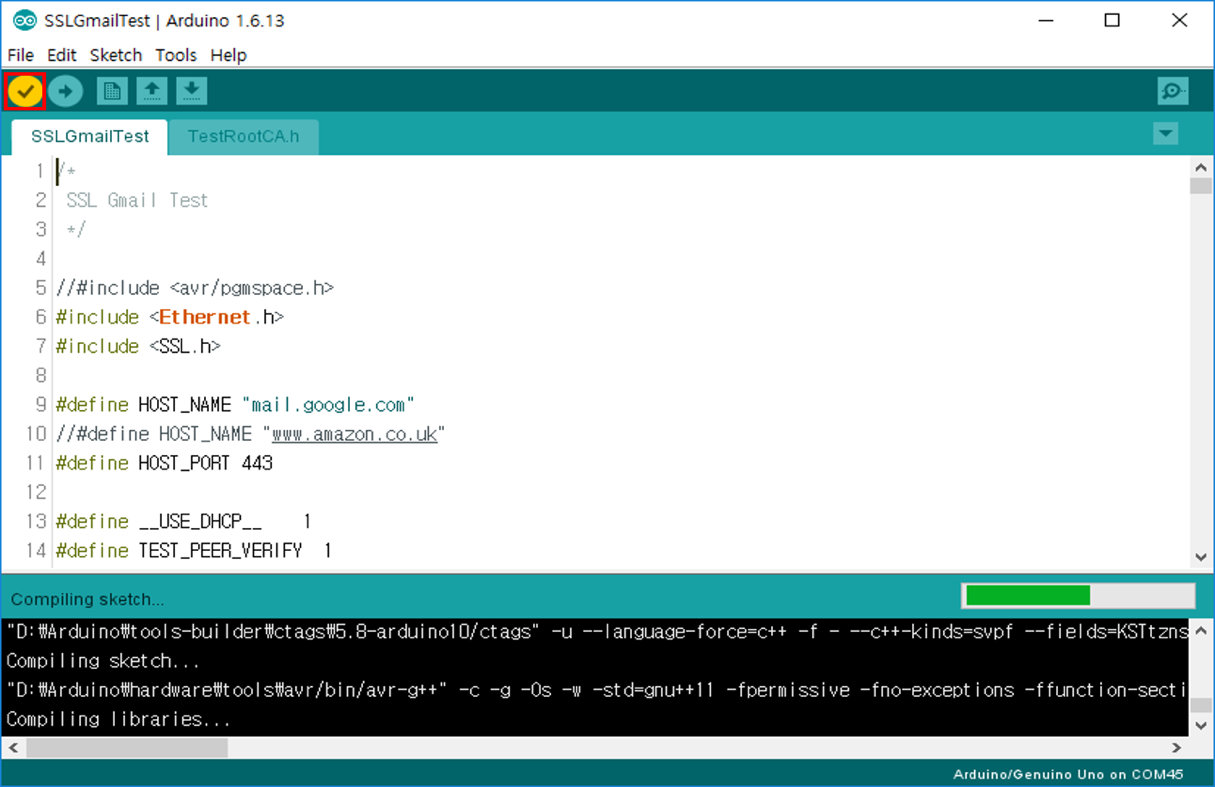 SSLGmailTest | Arduino 1.6.13
File Edit Sketch Tools Help
SSLGmailTest TestRootCA.h
1 /*
2 SSL Gmail Test
3 */
4
5 //#include <avr/pgmspace.h>
6 #include <Ethernet.h>
7 #include <SSL.h>
8
9 #define HOST_NAME "mail.google.com"
10 //#define HOST_NAME "www.amazon.co.uk"
11 #define HOST_PORT 443
12
13 #define __USE_DHCP__ 1
14 #define TEST_PEER_VERIFY 1
Compiling sketch...
"D:₩Arduino₩tools-builder₩ctags₩5.8-arduino10/ctags" -u --language-force=c++ -f - --c++-kinds=svpf --fields=KSTtzns
Compiling sketch...
"D:₩Arduino₩hardware₩tools₩avr/bin/avr-g++" -c -g -Os -w -std=gnu++11 -fpermissive -fno-exceptions -ffunction-secti
Compiling libraries...
Arduino/Genuino Uno on COM45